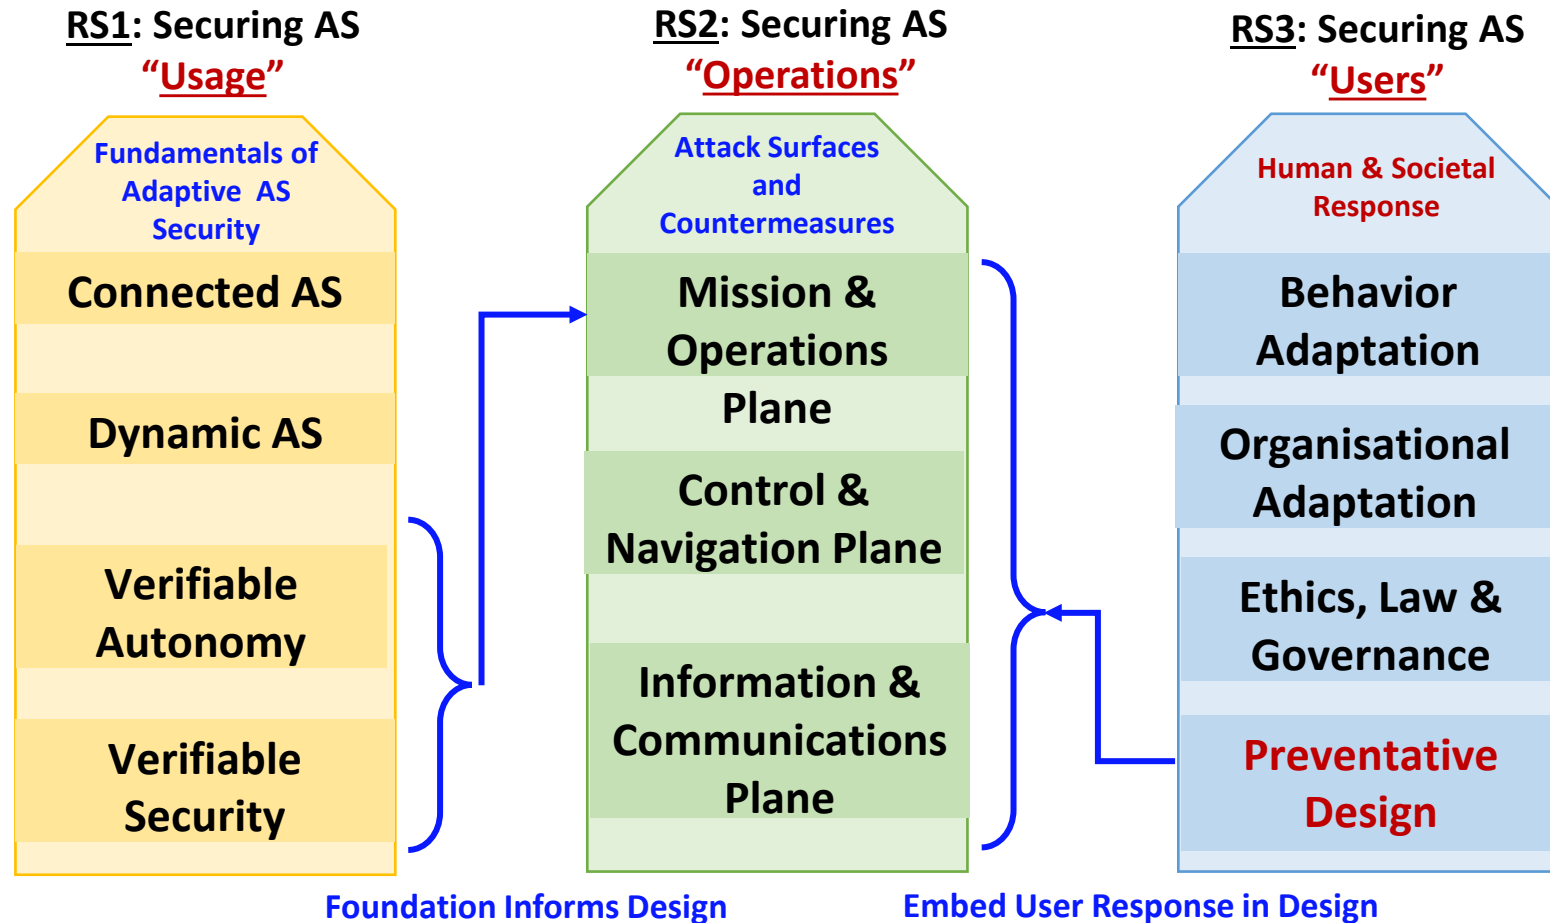 RS1: Securing AS
“Usage”
Fundamentals of
Adaptive AS
Security
Connected AS
Dynamic AS
Verifiable
Autonomy
Verifiable
Security
RS2: Securing AS
“Operations”
Attack Surfaces
and
Countermeasures
Mission &
Operations
Plane
Control &
Navigation Plane
Information &
Communications
Plane
RS3: Securing AS
“Users”
Human & Societal
Response
Behavior
Adaptation
Organisational
Adaptation
Ethics, Law &
Governance
Preventative
Design
Foundation Informs Design
Embed User Response in Design